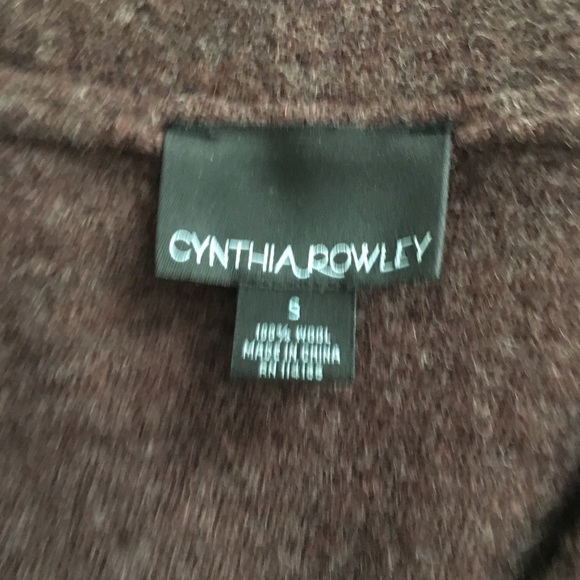 CYNTHIA ROWLEY
S
100% WOOL
MADE IN CHINA
RN